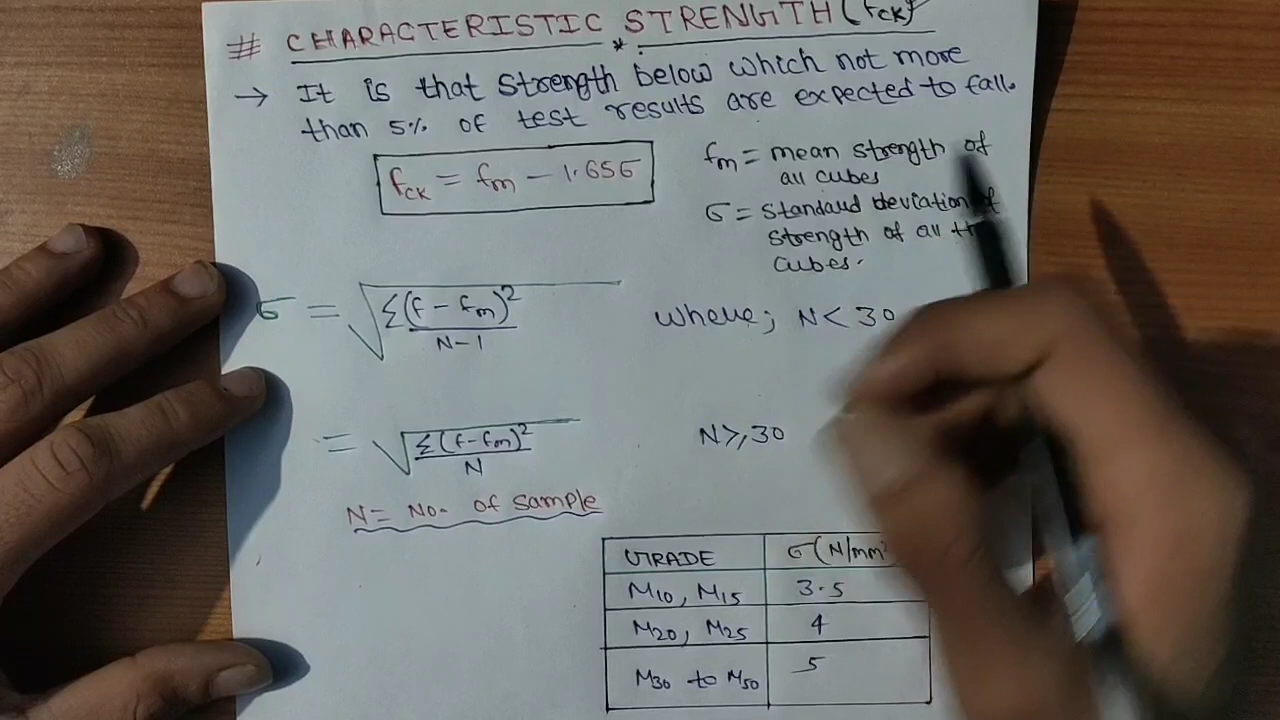 # CHARACTERISTIC * STRENGTH (fck)
→ It is that strength below which not more
than 5% of test results are expected to fall.
fck = fm - 1.65σ
fm = mean strength of
all cubes
σ = standard deviation of
strength of all the
cubes.
σ = √(Σ(f - fm)²/(N-1)) where; N < 30
= √(Σ(f-fm)²/N) N ≥ 30
N = No. of sample
GRADE σ (N/mm²
M10, M15 3.5
M20, M25 4
M30 to M50 5